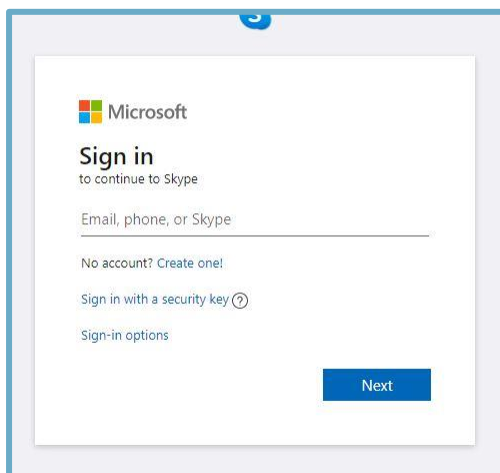 S
Microsoft
Sign in
to continue to Skype
Email, phone, or Skype
No account? Create one!
Sign in with a security key ?
Sign-in options
Next